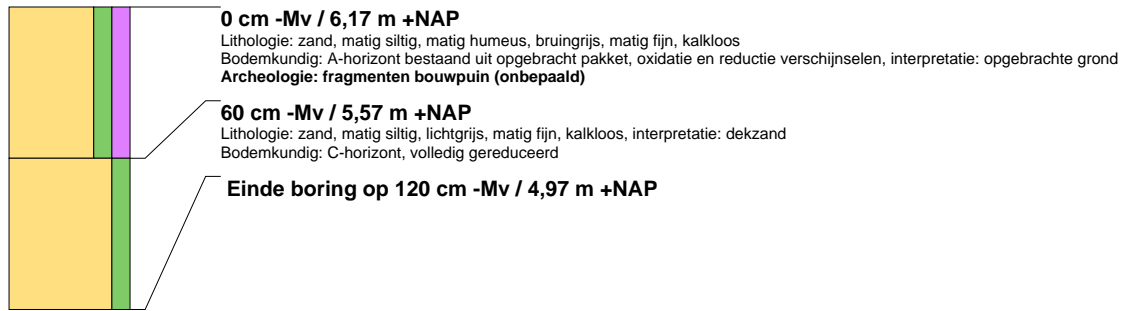 0 cm -Mv / 6,17 m +NAP
Lithologie: zand, matig siltig, matig humeus, bruingrijs, matig fijn, kalkloos
Bodemkundig: A-horizont bestaand uit opgebracht pakket, oxidatie en reductie verschijnselen, interpretatie: opgebrachte grond
Archeologie: fragmenten bouwpuin (onbepaald)
60 cm -Mv / 5,57 m +NAP
Lithologie: zand, matig siltig, lichtgrijs, matig fijn, kalkloos, interpretatie: dekzand
Bodemkundig: C-horizont, volledig gereduceerd
Einde boring op 120 cm -Mv / 4,97 m +NAP